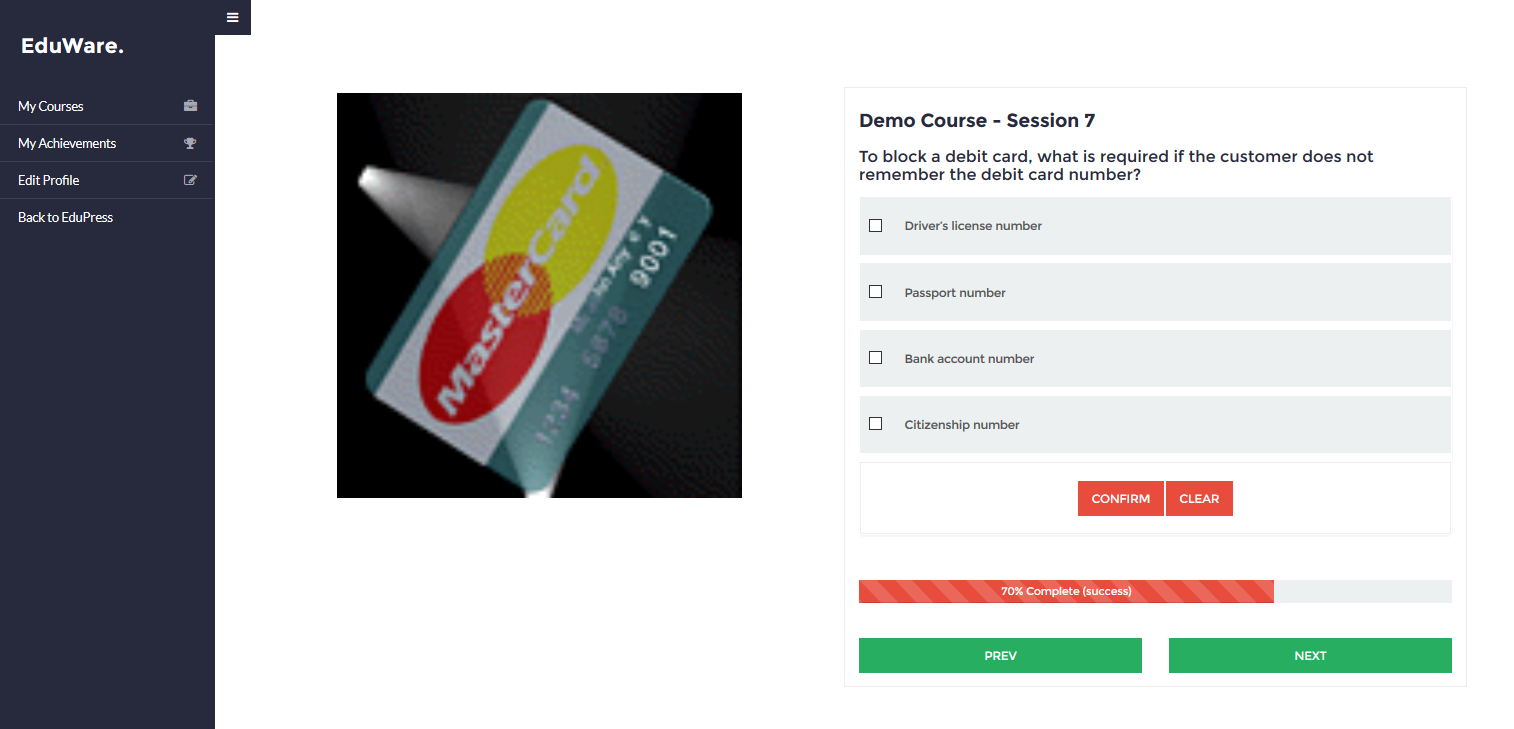 EduWare.
My Courses
My Achievements
Edit Profile
Back to EduPress
MasterCard
9001
6678
1234
Demo Course - Session 7
To block a debit card, what is required if the customer does not
remember the debit card number?
Driver's license number
Passport number
Bank account number
Citizenship number
CONFIRM CLEAR
70% Complete (success)
PREV NEXT